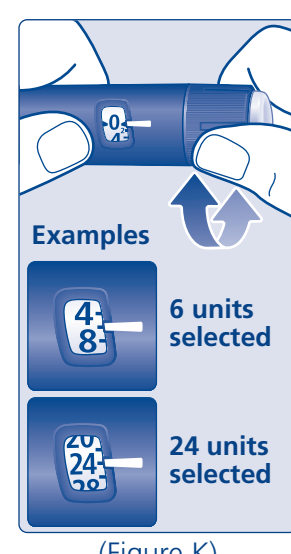 0
2
4
Examples
4
8
6 units
selected
20
24
28
24 units
selected
(Figure K)